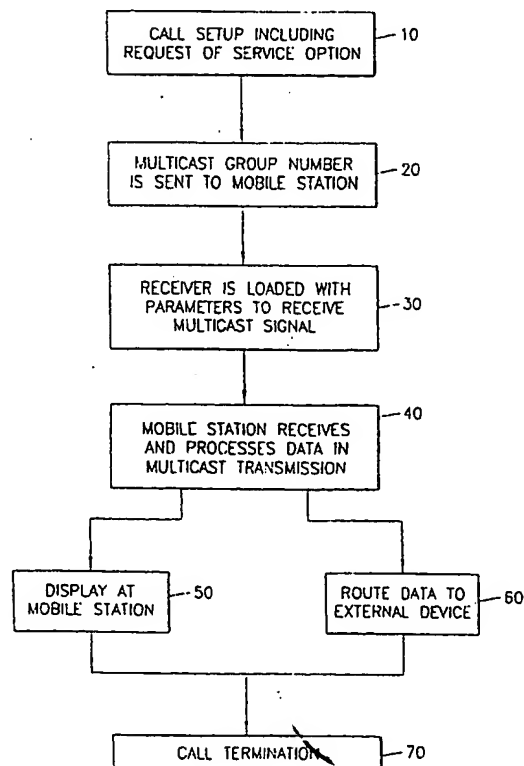 CALL SETUP INCLUDING
REQUEST OF SERVICE OPTION
10
MULTICAST GROUP NUMBER
IS SENT TO MOBILE STATION
20
RECEIVER IS LOADED WITH
PARAMETERS TO RECEIVE
MULTICAST SIGNAL
30
40
MOBILE STATION RECEIVES
AND PROCESSES DATA IN
MULTICAST TRANSMISSION
DISPLAY AT
MOBILE STATION
50
ROUTE DATA TO
EXTERNAL DEVICE
60
CALL TERMINATION
70